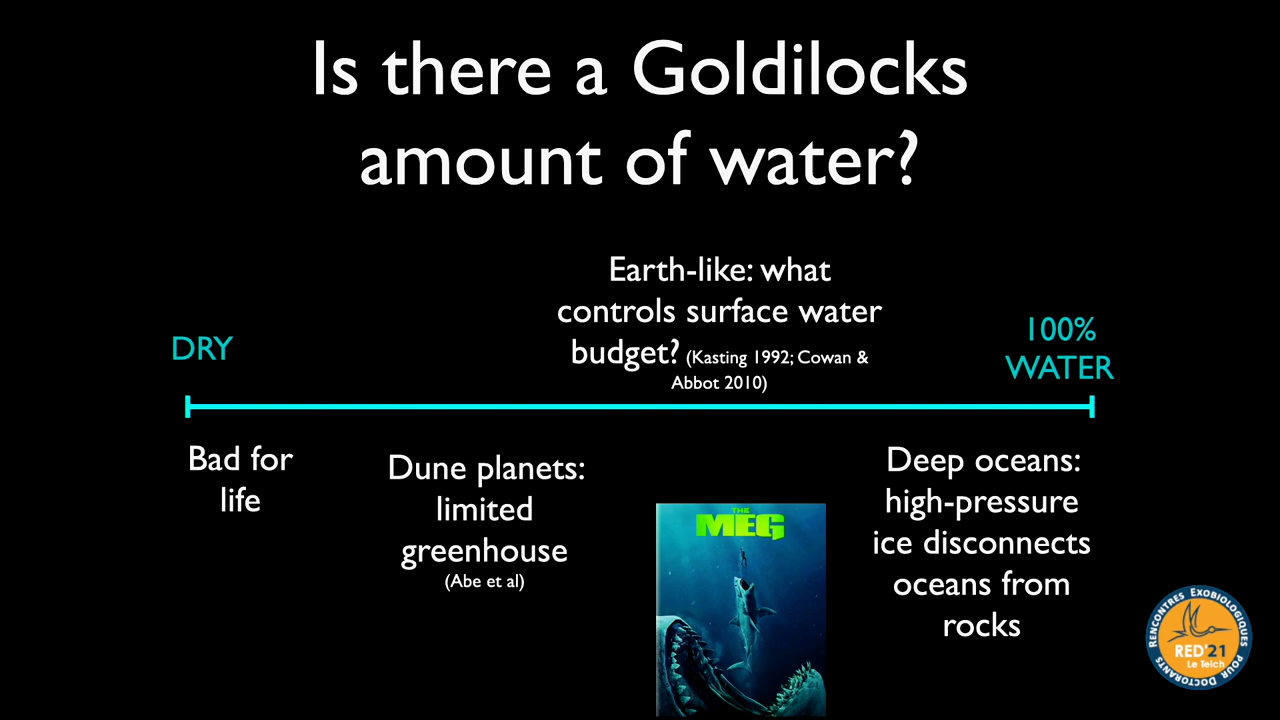 Is there a Goldilocks
amount of water?
Earth-like: what
controls surface water
budget? (Kasting 1992; Cowan &
Abbot 2010)
DRY
100%
WATER
Bad for
life
Dune planets:
limited
greenhouse
(Abe et al)
THE
MEG
Deep oceans:
high-pressure
ice disconnects
oceans from
rocks
RENCONTRES EXOBIOLOGIQUES
POUR DOCTORANTS
RED'21
Le Teich